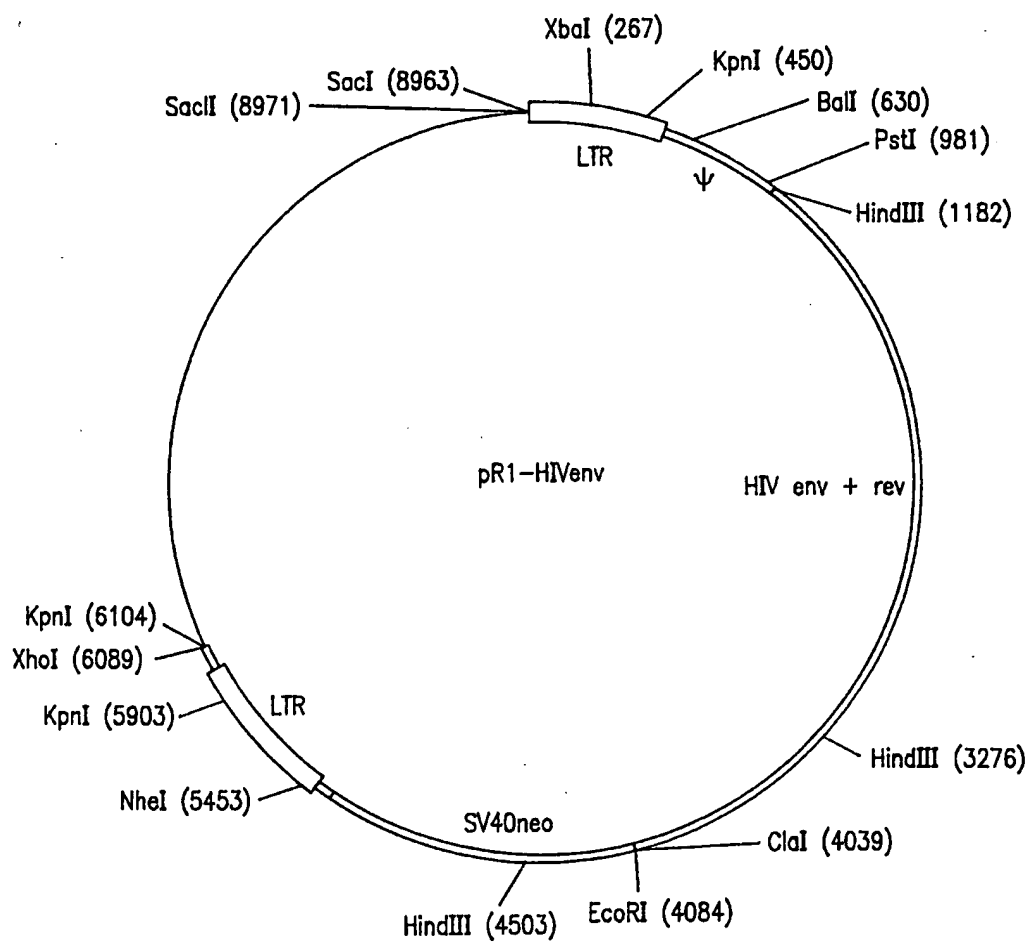 XbaI (267)
KpnI (450)
SacI (8963)
SacII (8971)
BalI (630)
PstI (981)
LTR
ψ
HindIII (1182)
pR1-HIVenv
HIV env + rev
KpnI (6104)
XhoI (6089)
KpnI (5903)
LTR
HindIII (3276)
NheI (5453)
SV40neo
ClaI (4039)
HindIII (4503)
EcoRI (4084)